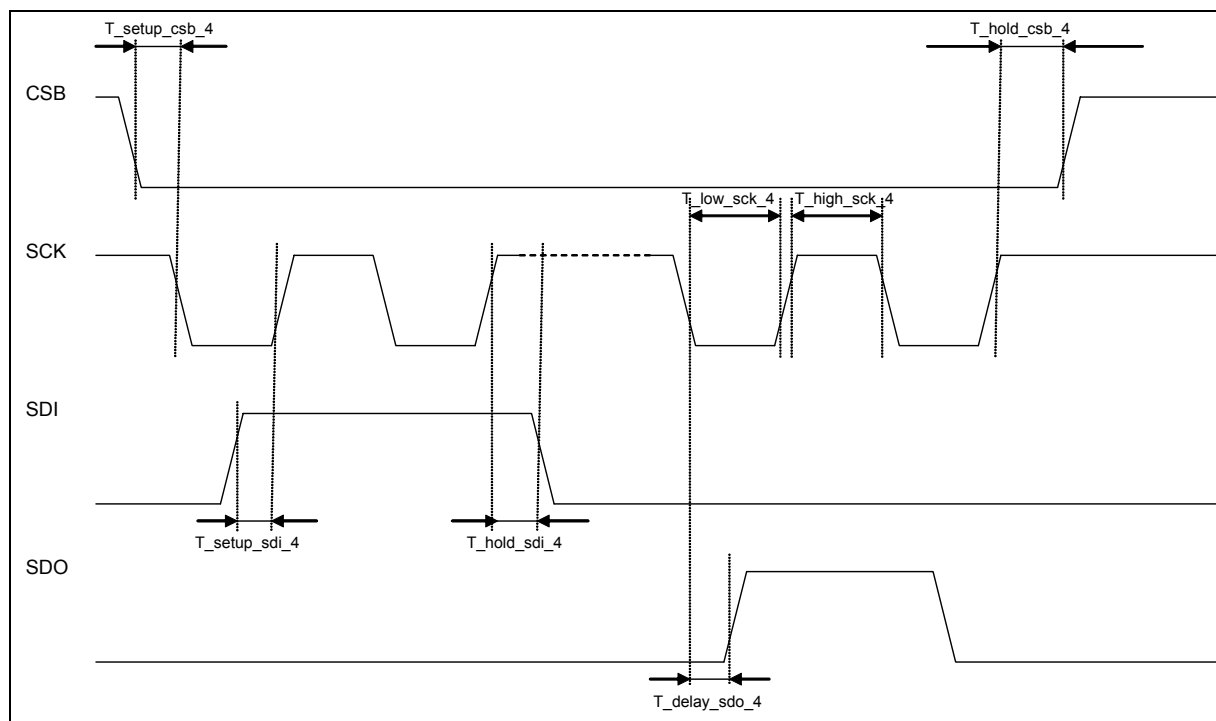 T_setup_csb_4
T_hold_csb_4
CSB
T_low_sck_4
T_high_sck_4
SCK
SDI
T_setup_sdi_4
T_hold_sdi_4
SDO
T_delay_sdo_4